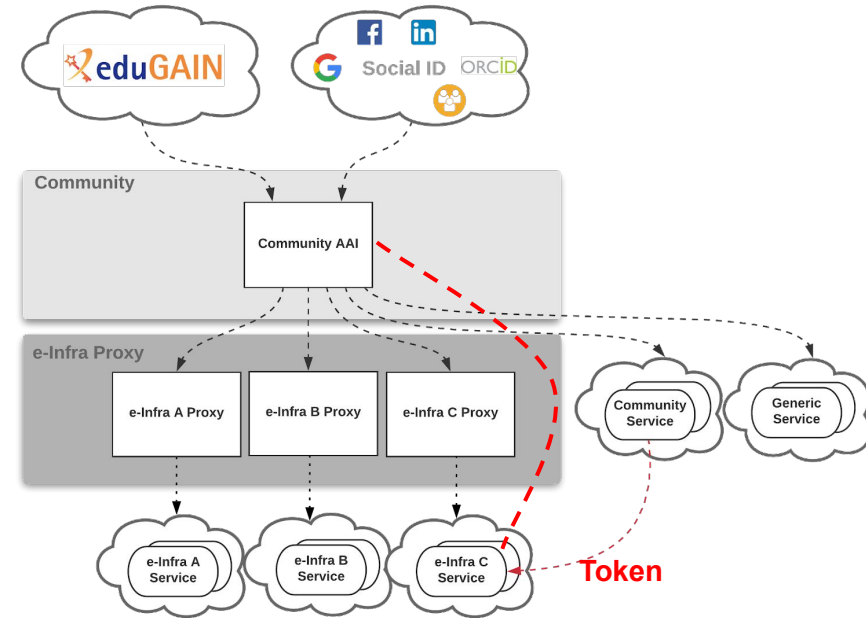 eduGAIN
Social ID
ORCID
Community
Community AAI
e-Infra Proxy
e-Infra A Proxy
e-Infra B Proxy
e-Infra C Proxy
Community
Service
Generic
Service
e-Infra A
Service
e-Infra B
Service
e-Infra C
Service
Token